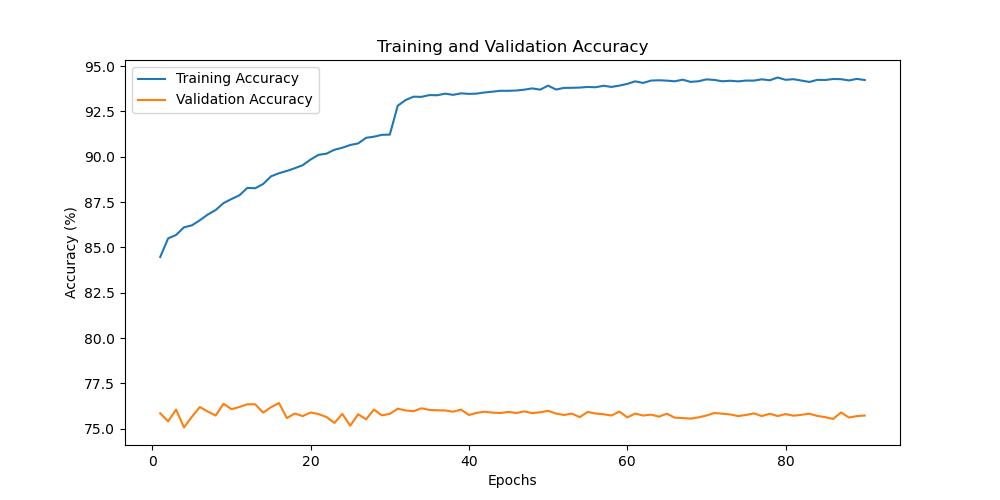 Training and Validation Accuracy
Training Accuracy
Validation Accuracy
95.0
92.5
90.0
87.5
85.0
82.5
80.0
77.5
75.0
Accuracy (%)
0 20 40 60 80
Epochs